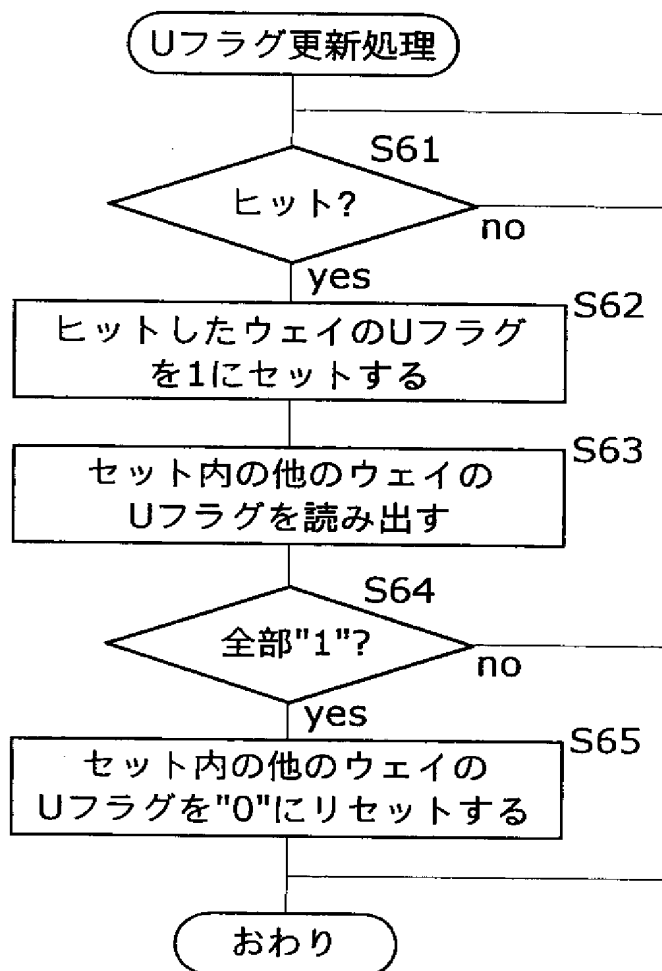 Uフラグ更新処理
S61
ヒット?
no
yes
S62
ヒットしたウェイのUフラグ
を1にセットする
S63
セット内の他のウェイの
Uフラグを読み出す
S64
全部"1"?
no
yes
S65
セット内の他のウェイの
Uフラグを"0"にリセットする
おわり